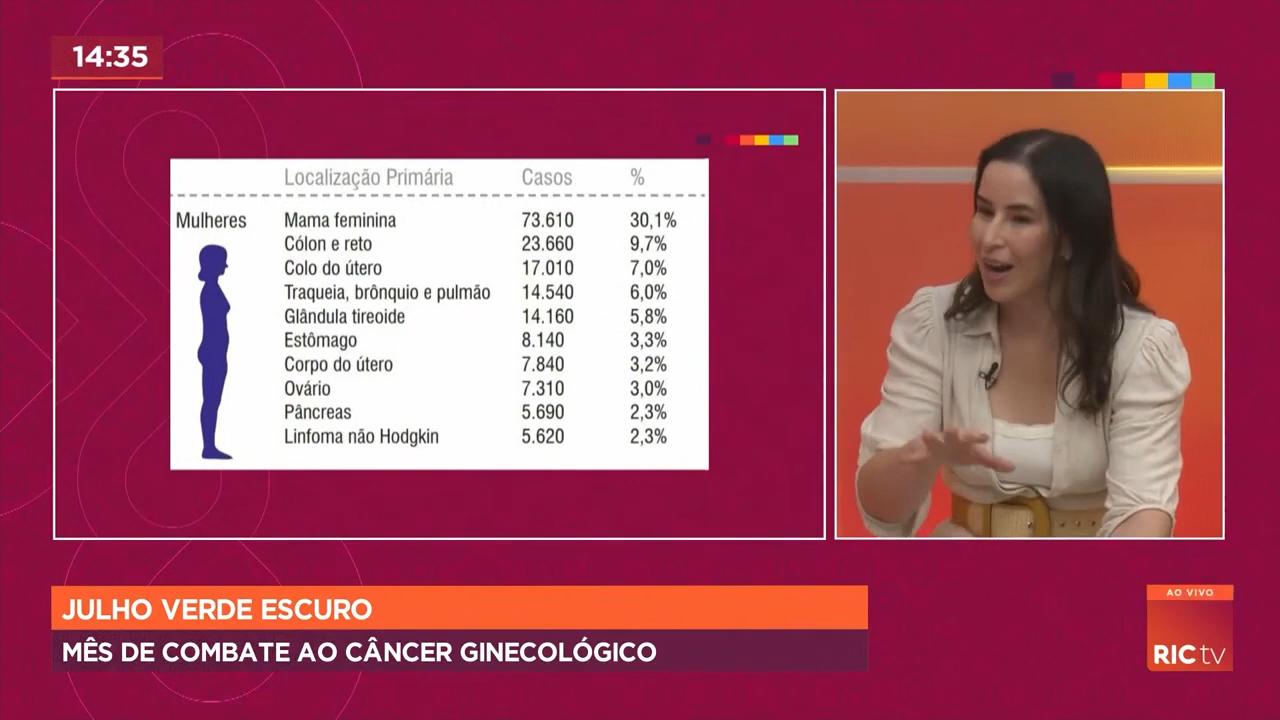 14:35
Localização Primária Casos %
Mulheres Mama feminina 73.610 30,1%
Cólon e reto 23.660 9,7%
Colo do útero 17.010 7,0%
Traqueia, brônquio e pulmão 14.540 6,0%
Glândula tireoide 14.160 5,8%
Estômago 8.140 3,3%
Corpo do útero 7.840 3,2%
Ovário 7.310 3,0%
Pâncreas 5.690 2,3%
Linfoma não Hodgkin 5.620 2,3%
JULHO VERDE ESCURO
MÊS DE COMBATE AO CÂNCER GINECOLÓGICO
AO VIVO
RICtv